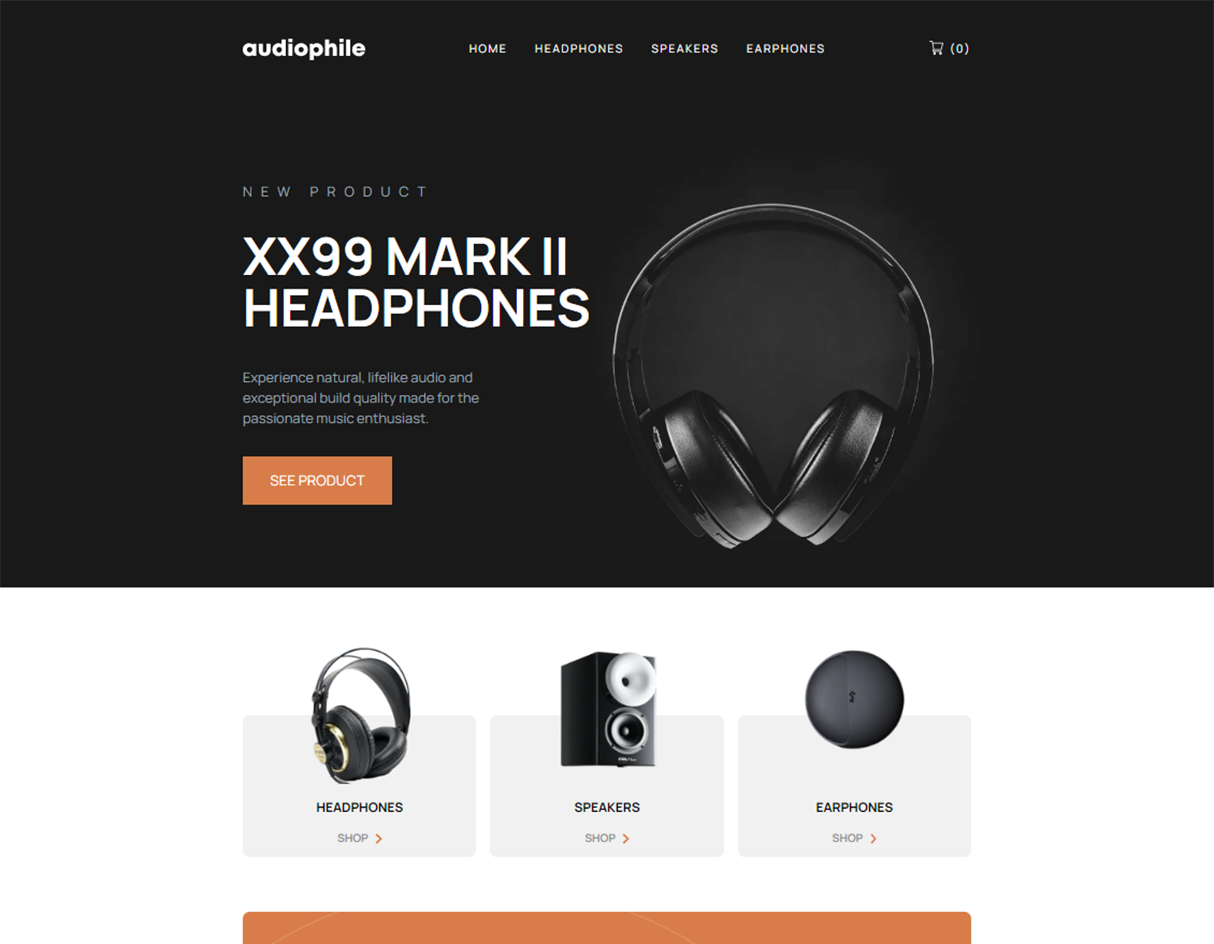 audiophile
HOME HEADPHONES SPEAKERS EARPHONES
(0)
NEW PRODUCT
XX99 MARK II
HEADPHONES
Experience natural, lifelike audio and
exceptional build quality made for the
passionate music enthusiast.
SEE PRODUCT
HEADPHONES
SHOP
SPEAKERS
SHOP
EARPHONES
SHOP